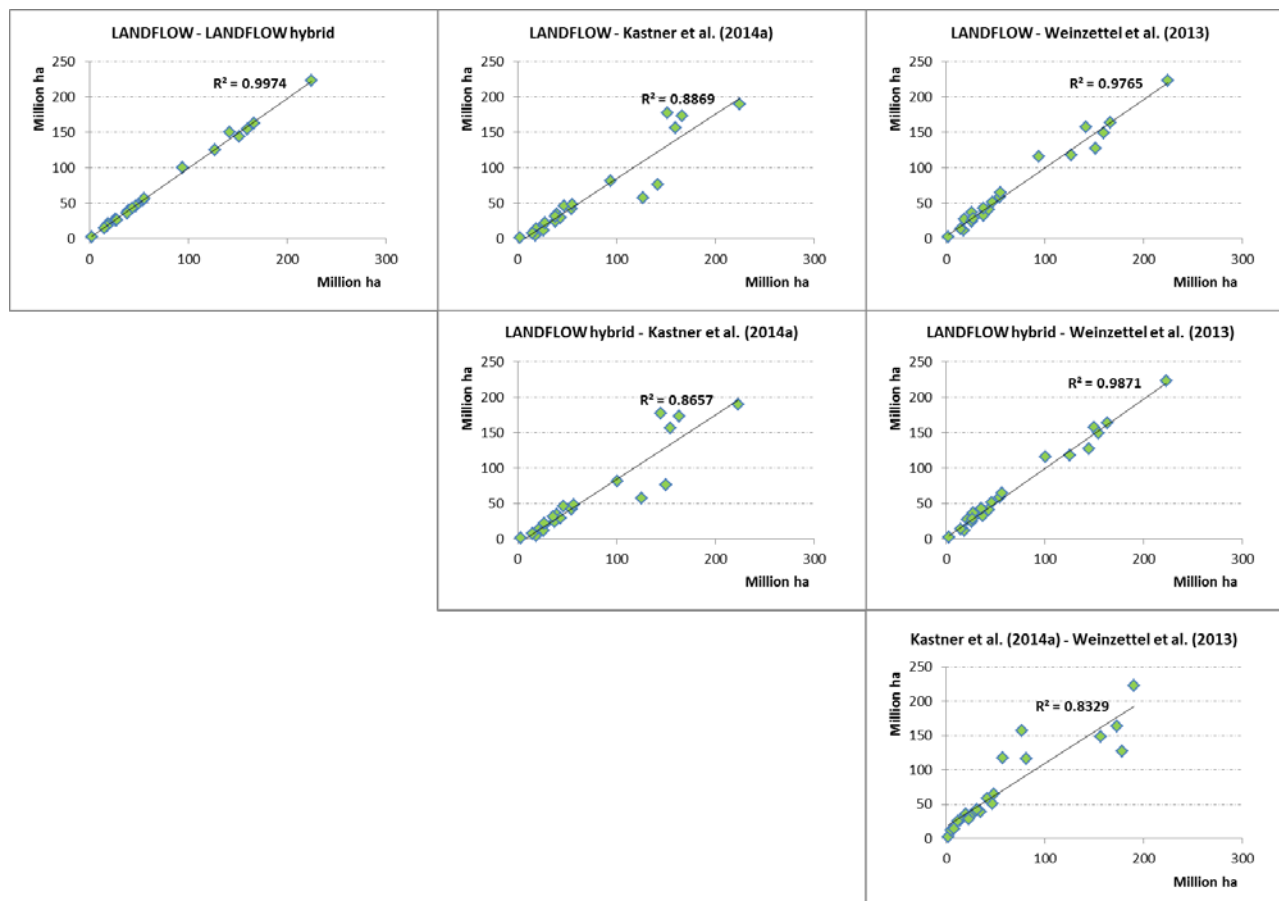 LANDFLOW - LANDFLOW hybrid
Million ha
250
200
150
100
50
0
R² = 0.9974
0 100 200 300
Million ha
LANDFLOW - Kastner et al. (2014a)
Million ha
250
200
150
100
50
0
R² = 0.8869
0 100 200 300
Million ha
LANDFLOW - Weinzettel et al. (2013)
Million ha
250
200
150
100
50
0
R² = 0.9765
0 100 200 300
Million ha
LANDFLOW hybrid - Kastner et al. (2014a)
Million ha
250
200
150
100
50
0
R² = 0.8657
0 100 200 300
Million ha
LANDFLOW hybrid - Weinzettel et al. (2013)
Million ha
250
200
150
100
50
0
R² = 0.9871
0 100 200 300
Million ha
Kastner et al. (2014a) - Weinzettel et al. (2013)
Million ha
250
200
150
100
50
0
R² = 0.8329
0 100 200 300
Million ha